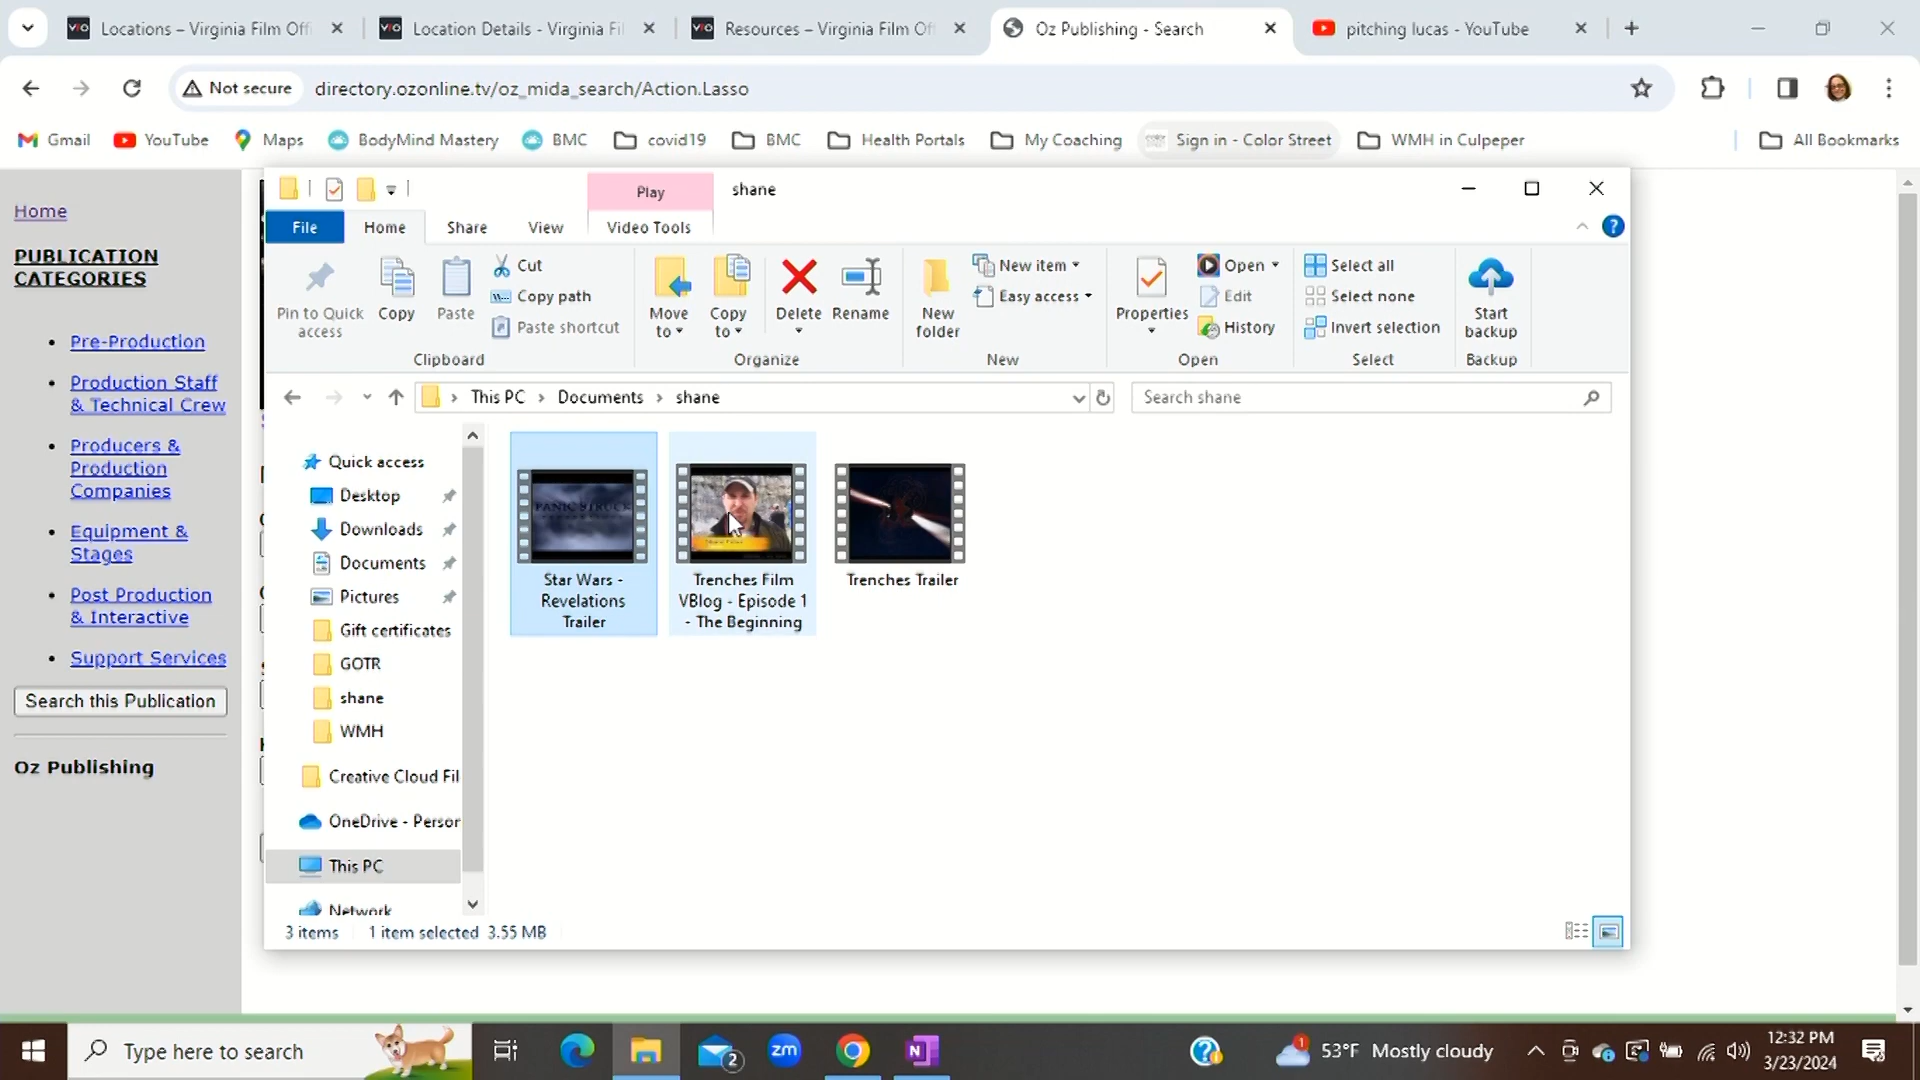 Locations – Virginia Film Offi
Location Details - Virginia Fil
Resources – Virginia Film Off
Oz Publishing - Search
pitching lucas - YouTube
Not secure
directory.ozonline.tv/oz_mida_search/Action.Lasso
Gmail
YouTube
Maps
BodyMind Mastery
BMC
covid19
BMC
Health Portals
My Coaching
Sign in - Color Street
WMH in Culpeper
All Bookmarks
Home
PUBLICATION
CATEGORIES
Pre-Production
Production Staff
& Technical Crew
Producers &
Production
Companies
Equipment &
Stages
Post Production
& Interactive
Support Services
Search this Publication
Oz Publishing
Play
shane
File
Home
Share
View
Video Tools
Pin to Quick
access
Copy
Paste
Cut
Copy path
Paste shortcut
Clipboard
Move
to
Copy
to
Delete
Rename
Organize
New
folder
New item
Easy access
New
Properties
Open
Edit
History
Open
Select all
Select none
Invert selection
Select
Start
backup
Backup
This PC
Documents
shane
Search shane
Quick access
Desktop
Downloads
Documents
Pictures
Gift certificates
GOTR
shane
WMH
Creative Cloud Fil
OneDrive - Person
This PC
Network
PANIC STRUCK
Star Wars -
Revelations
Trailer
Trenches Film
VBlog - Episode 1
- The Beginning
Trenches Trailer
3 items
1 item selected 3.55 MB
Type here to search
2
zm
N
1
53°F Mostly cloudy
12:32 PM
3/23/2024